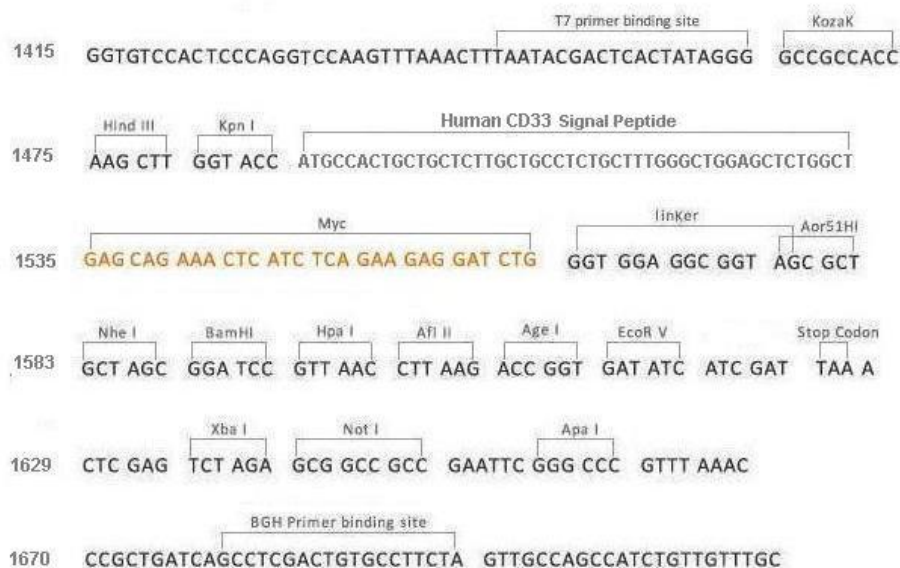 T7 primer binding site KozaK
1415 GGTGTCCACTCCCAGGTCCAAGTTTAAACTTTAATACGACTCACTATAGGG GCCGCCACC
Hind III Kpn I Human CD33 Signal Peptide
1475 AAG CTT GGT ACC ATGCCACTGCTGCTCTTGCTGCCTCTGCTTTGGGCTGGAGCTCTGGCT
Myc linker Aor51HI
1535 GAG CAG AAA CTC ATC TCA GAA GAG GAT CTG GGT GGA GGC GGT AGC GCT
Nhe I BamHI Hpa I Afl II Age I EcoR V Stop Codon
1583 GCT AGC GGA TCC GTT AAC CTT AAG ACC GGT GAT ATC ATC GAT TAA A
Xba I Not I Apa I
1629 CTC GAG TCT AGA GCG GCC GCC GAATTC GGG CCC GTTT AAAC
BGH Primer binding site
1670 CCGCTGATCAGCCTCGACTGTGCCTTCTA GTTGCCAGCCATCTGTTGTTTGC